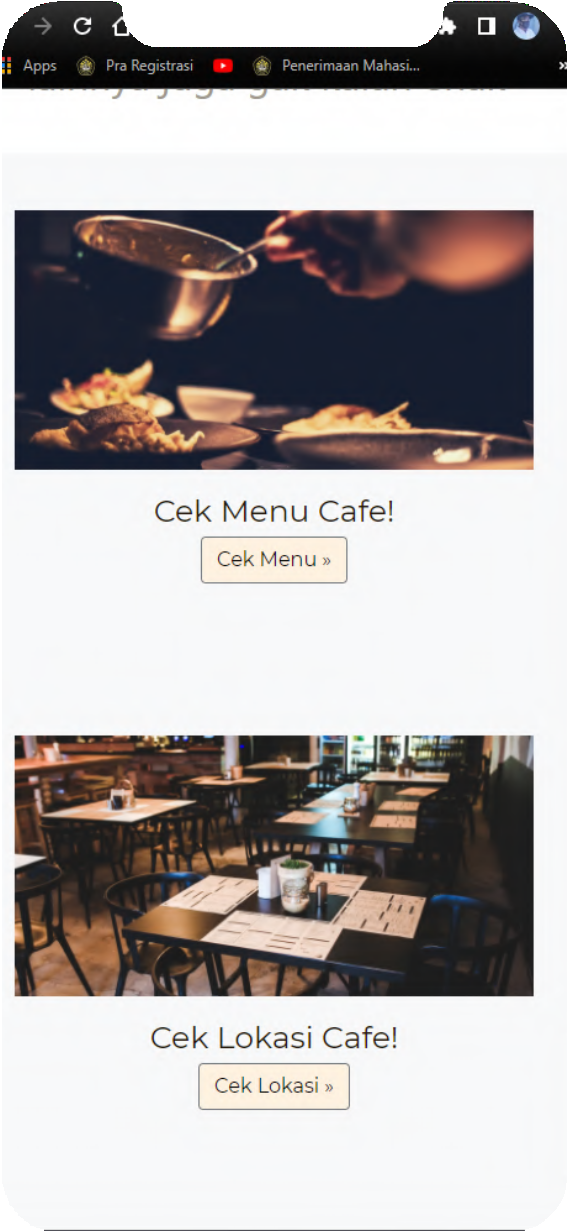 Apps Pra Registrasi Penerimaan Mahasi... »
Cek Menu Cafe!
Cek Menu »
Cek Lokasi Cafe!
Cek Lokasi »